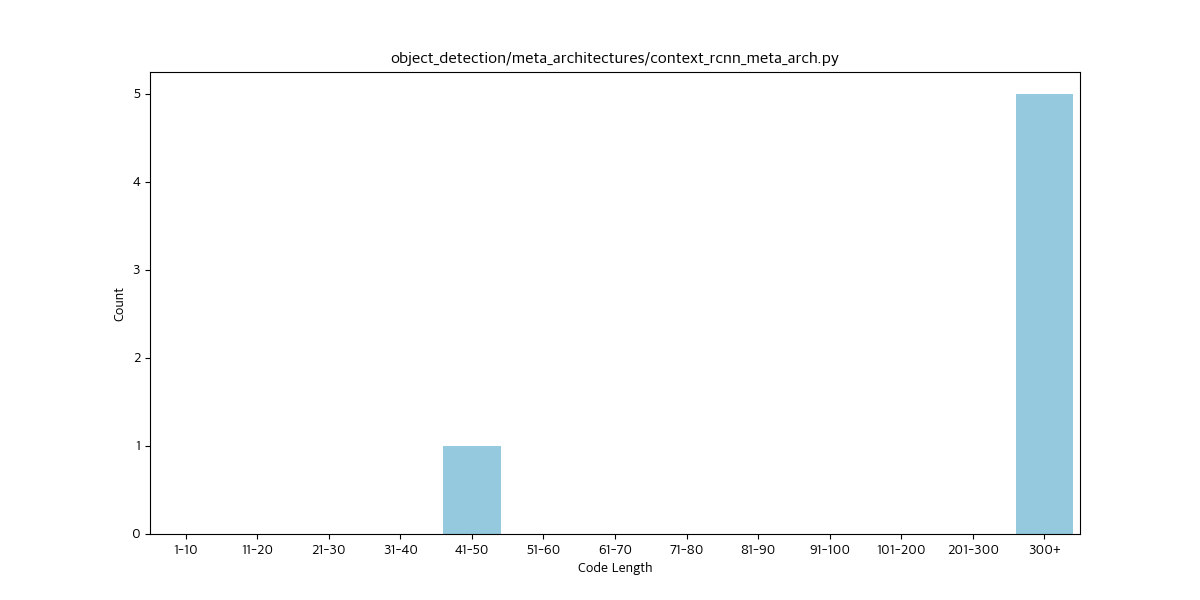 object_detection/meta_architectures/context_rcnn_meta_arch.py
5
4
3
2
1
0
Count
1-10 11-20 21-30 31-40 41-50 51-60 61-70 71-80 81-90 91-100 101-200 201-300 300+
Code Length